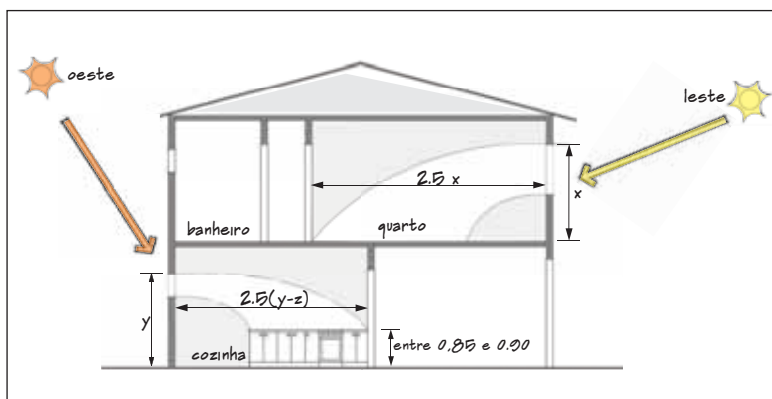 oeste
leste
2.5 x
x
banheiro
quarto
2.5(y-z)
y
entre 0,85 e 0.90
cozinha